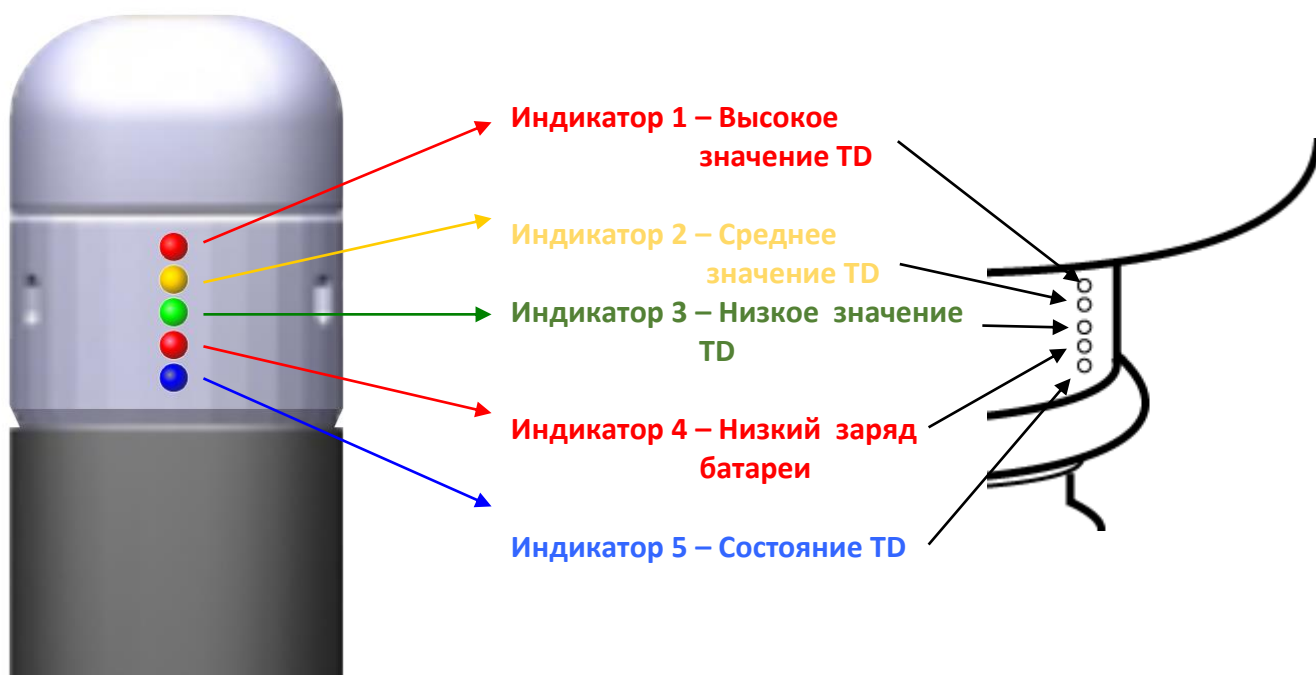 Индикатор 1 – Высокое
значение TD
Индикатор 2 – Среднее
значение TD
Индикатор 3 – Низкое значение
TD
Индикатор 4 – Низкий заряд
батареи
Индикатор 5 – Состояние TD